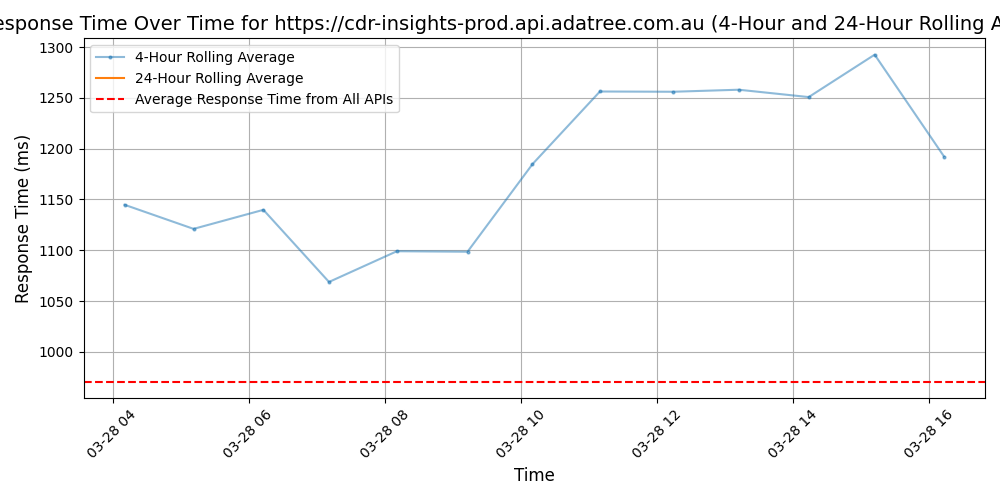 esponse Time Over Time for https://cdr-insights-prod.api.adatree.com.au (4-Hour and 24-Hour Rolling A
4-Hour Rolling Average
24-Hour Rolling Average
Average Response Time from All APIs
Response Time (ms)
1300
1250
1200
1150
1100
1050
1000
03-28 04
03-28 06
03-28 08
03-28 10
03-28 12
03-28 14
03-28 16
Time